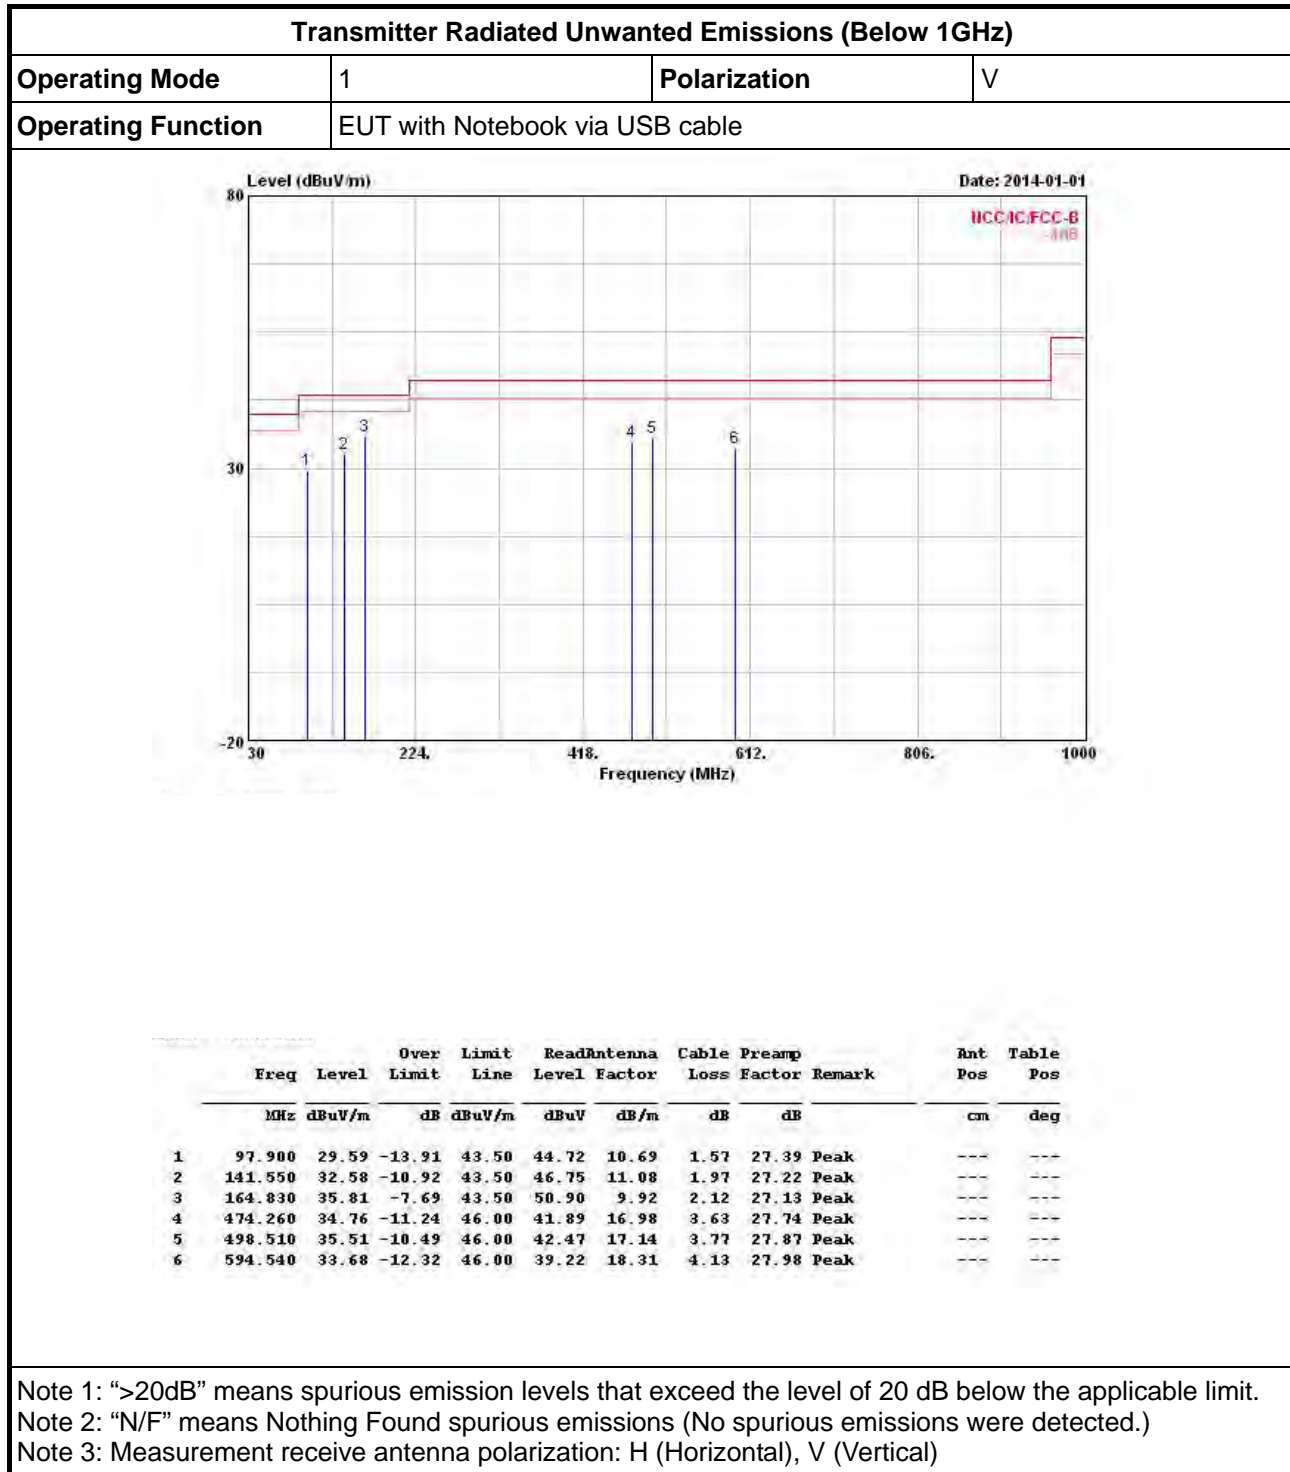 Transmitter Radiated Unwanted Emissions (Below 1GHz)
Operating Mode 1 Polarization V
Operating Function EUT with Notebook via USB cable
Level (dBuV/m) Date: 2014-01-01
80
NCC/IC/FCC-B
1 2 3 4 5 6
30
-20
30 224. 418. 612. 806. 1000
Frequency (MHz)
Over Limit ReadAntenna Cable Preamp Ant Table
Freq Level Limit Line Level Factor Loss Factor Remark Pos Pos
MHz dBuV/m dB dBuV/m dBuV dB/m dB dB cm deg
1 97.900 29.59 -13.91 43.50 44.72 10.69 1.57 27.39 Peak --- ---
2 141.550 32.58 -10.92 43.50 46.75 11.08 1.97 27.22 Peak --- ---
3 164.830 35.81 -7.69 43.50 50.90 9.92 2.12 27.13 Peak --- ---
4 474.260 34.76 -11.24 46.00 41.89 16.98 3.63 27.74 Peak --- ---
5 498.510 35.51 -10.49 46.00 42.47 17.14 3.77 27.87 Peak --- ---
6 594.540 33.68 -12.32 46.00 39.22 18.31 4.13 27.98 Peak --- ---
Note 1: “>20dB” means spurious emission levels that exceed the level of 20 dB below the applicable limit.
Note 2: “N/F” means Nothing Found spurious emissions (No spurious emissions were detected.)
Note 3: Measurement receive antenna polarization: H (Horizontal), V (Vertical)